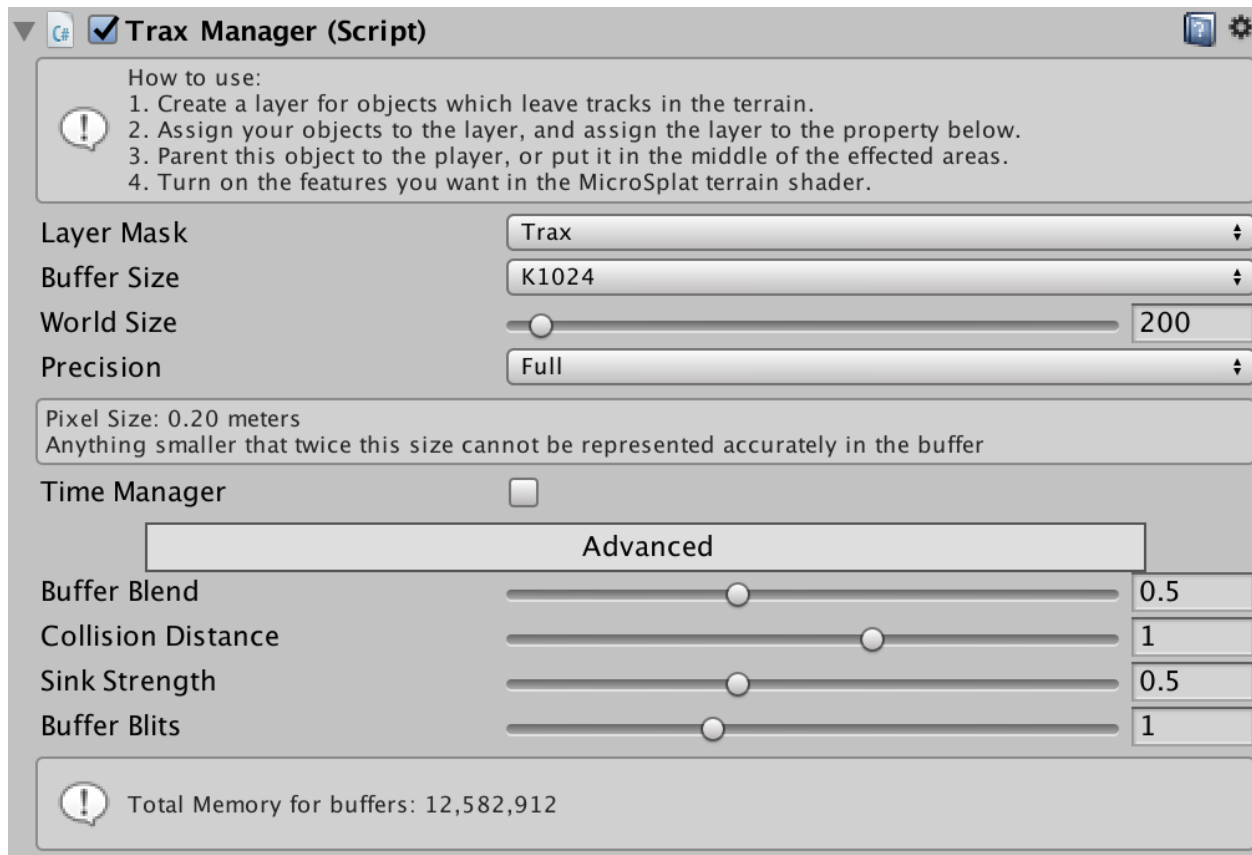 C#
Trax Manager (Script)
?
How to use:
1. Create a layer for objects which leave tracks in the terrain.
2. Assign your objects to the layer, and assign the layer to the property below.
3. Parent this object to the player, or put it in the middle of the effected areas.
4. Turn on the features you want in the MicroSplat terrain shader.
Layer Mask Trax
Buffer Size K1024
World Size 200
Precision Full
Pixel Size: 0.20 meters
Anything smaller that twice this size cannot be represented accurately in the buffer
Time Manager
Advanced
Buffer Blend 0.5
Collision Distance 1
Sink Strength 0.5
Buffer Blits 1
Total Memory for buffers: 12,582,912